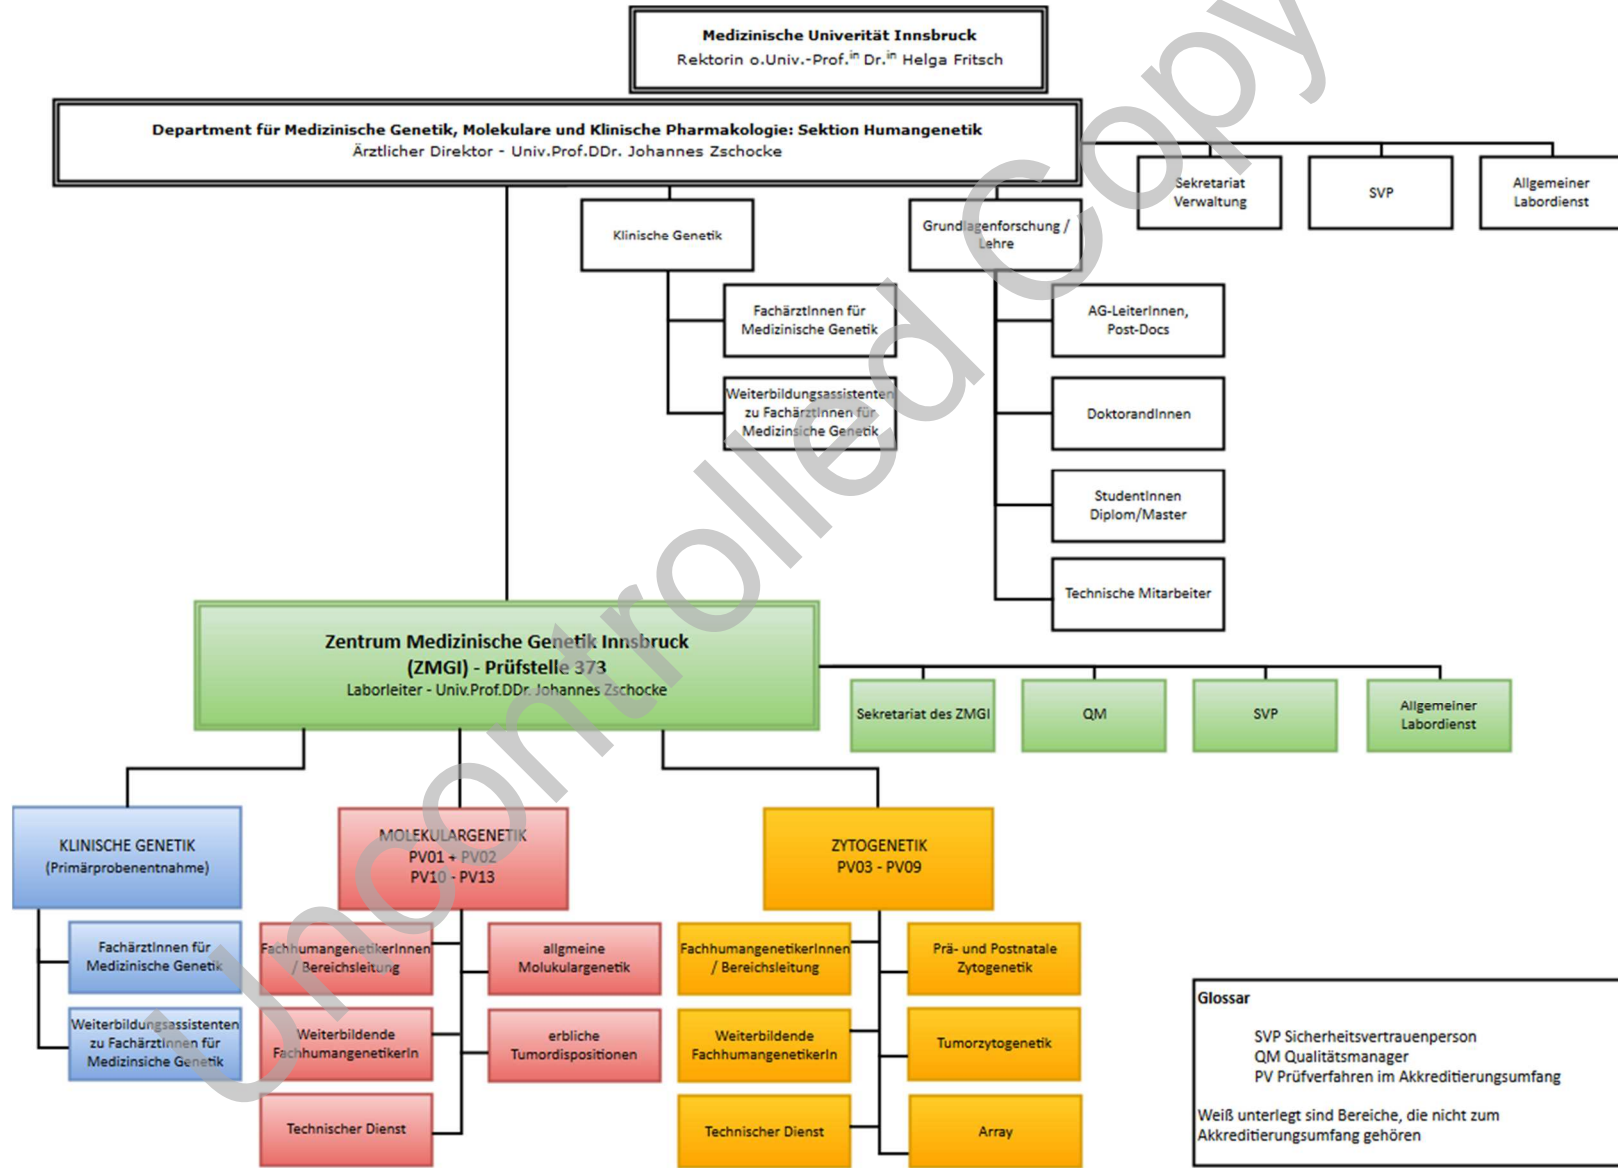 Medizinische Univerität Innsbruck
Rektorin o.Univ.-Prof.in Dr.in Helga Fritsch
Department für Medizinische Genetik, Molekulare und Klinische Pharmakologie: Sektion Humangenetik
Ärztlicher Direktor - Univ.Prof.DDr. Johannes Zschocke
Sekretariat
Verwaltung
SVP
Allgemeiner
Labordienst
Klinische Genetik
Grundlagenforschung /
Lehre
FachärztInnen für
Medizinische Genetik
Weiterbildungsassistenten
zu FachärztInnen für
Medizinsiche Genetik
AG-LeiterInnen,
Post-Docs
DoktorandInnen
StudentInnen
Diplom/Master
Technische Mitarbeiter
Zentrum Medizinische Genetik Innsbruck
(ZMGI) - Prüfstelle 373
Laborleiter - Univ.Prof.DDr. Johannes Zschocke
Sekretariat des ZMGI
QM
SVP
Allgemeiner
Labordienst
KLINISCHE GENETIK
(Primärprobenentnahme)
FachärztInnen für
Medizinische Genetik
Weiterbildungsassistenten
zu FachärztInnen für
Medizinsiche Genetik
MOLEKULARGENETIK
PV01 + PV02
PV10 - PV13
FachhumangenetikerInnen
/ Bereichsleitung
Weiterbildende
FachhumangenetikerIn
Technischer Dienst
allgmeine
Molukulargenetik
erbliche
Tumordispositionen
ZYTOGENETIK
PV03 - PV09
FachhumangenetikerInnen
/ Bereichsleitung
Weiterbildende
FachhumangenetikerIn
Technischer Dienst
Prä- und Postnatale
Zytogenetik
Tumorzytogenetik
Array
Glossar
SVP Sicherheitsvertrauenperson
QM Qualitätsmanager
PV Prüfverfahren im Akkreditierungsumfang
Weiß unterlegt sind Bereiche, die nicht zum
Akkreditierungsumfang gehören
Uncontrolled Copy